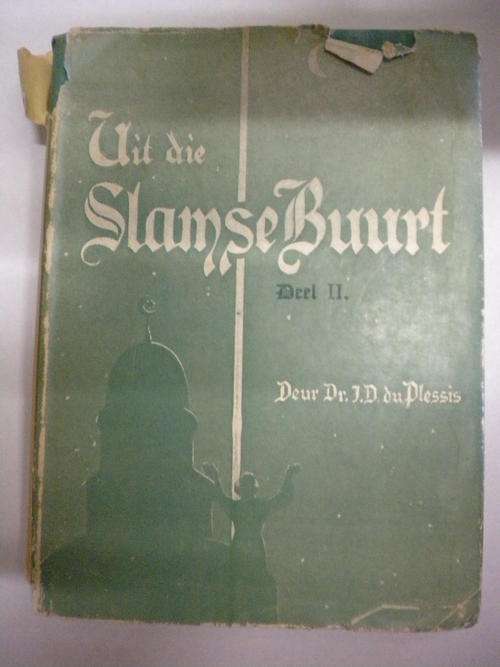 Uit die
Slamse Buurt
Deel II.
Deur Dr. I.D. du Plessis